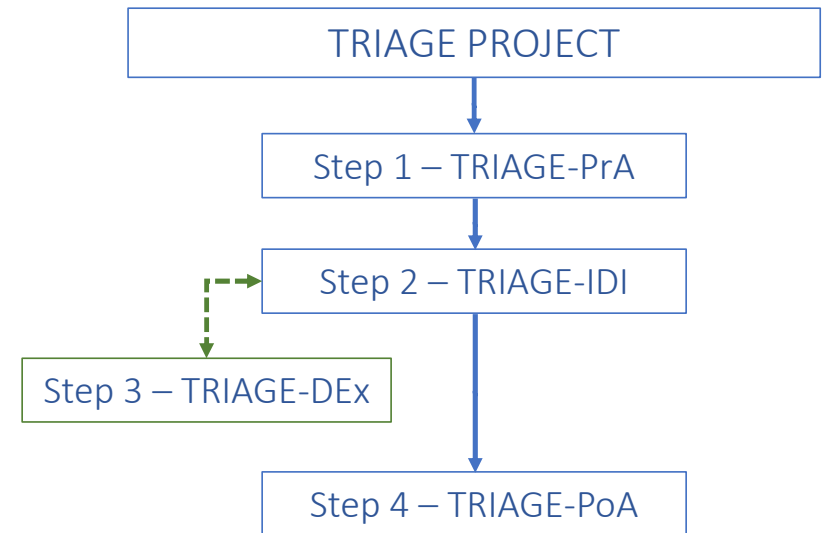 TRIAGE PROJECT
Step 1 – TRIAGE-PrA
Step 2 – TRIAGE-IDI
Step 3 – TRIAGE-DEx
Step 4 – TRIAGE-PoA